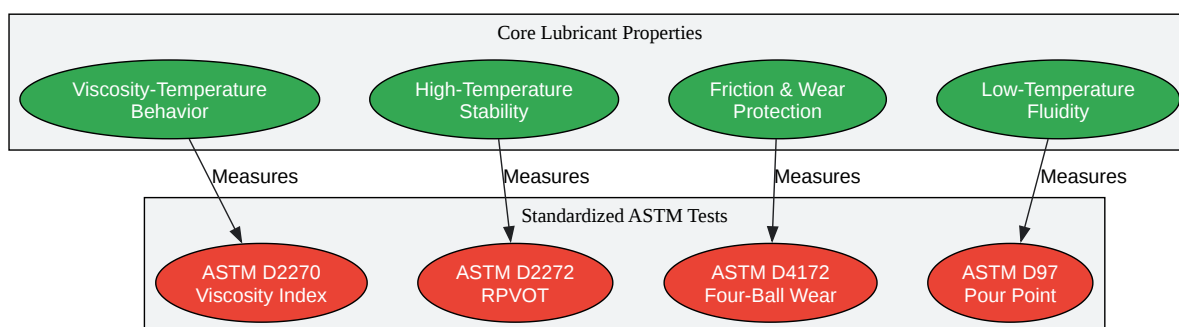 Core Lubricant Properties
Viscosity-Temperature
Behavior
High-Temperature
Stability
Friction & Wear
Protection
Low-Temperature
Fluidity
Measures
Measures
Measures
Measures
Standardized ASTM Tests
ASTM D2270
Viscosity Index
ASTM D2272
RPVOT
ASTM D4172
Four-Ball Wear
ASTM D97
Pour Point